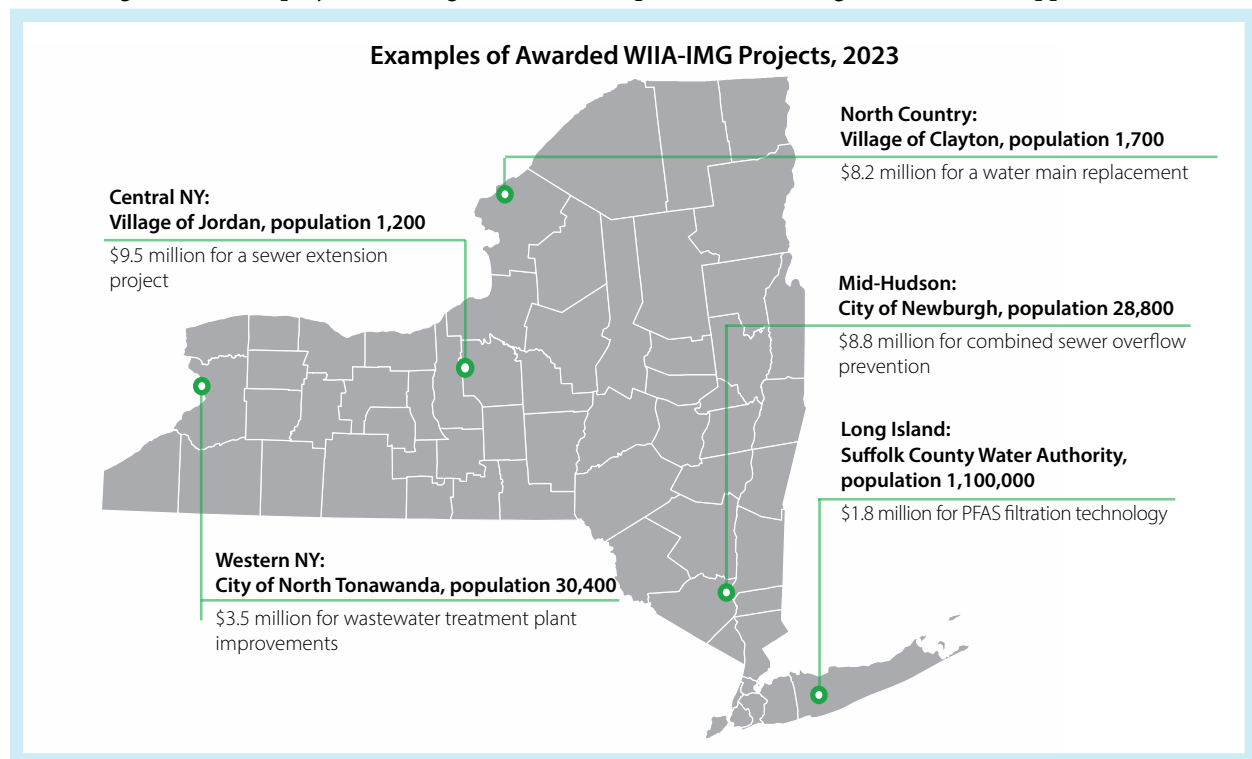 Examples of Awarded WIIA-IMG Projects, 2023
North Country:
Village of Clayton, population 1,700
$8.2 million for a water main replacement
Central NY:
Village of Jordan, population 1,200
$9.5 million for a sewer extension
project
Mid-Hudson:
City of Newburgh, population 28,800
$8.8 million for combined sewer overflow
prevention
Long Island:
Suffolk County Water Authority,
population 1,100,000
$1.8 million for PFAS filtration technology
Western NY:
City of North Tonawanda, population 30,400
$3.5 million for wastewater treatment plant
improvements